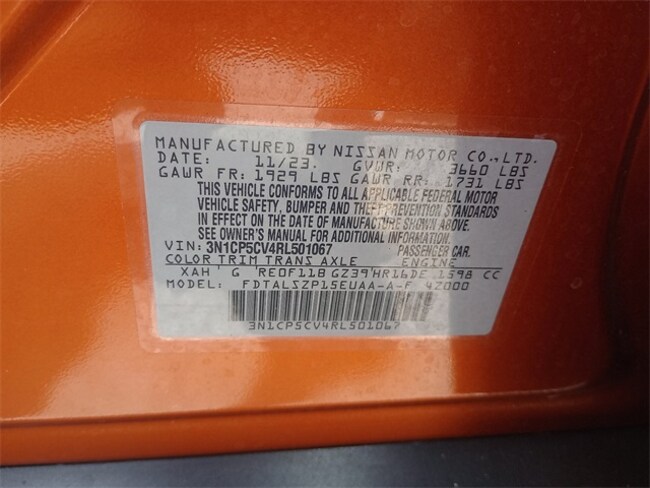 MANUFACTURED BY NISSAN MOTOR CO.,LTD.
DATE: 11/23. GVWR: 3660 LBS
GAWR FR: 1929 LBS GAWR RR: 1731 LBS
THIS VEHICLE CONFORMS TO ALL APPLICABLE FEDERAL MOTOR
VEHICLE SAFETY, BUMPER AND THEFT PREVENTION STANDARDS
IN EFFECT ON THE DATE OF MANUFACTURE SHOWN ABOVE.
SEE OWNER'S MANUAL FOR ADDITIONAL INFORMATION.
VIN: 3N1CP5CV4RL501067 PASSENGER CAR.
COLOR TRIM TRANS AXLE ENGINE
XAH G RE0F11B GZ39 HR16DE 1598 CC
MODEL: FDTALSZP15EUAA-A-F 4Z000
3N1CP5CV4RL501067